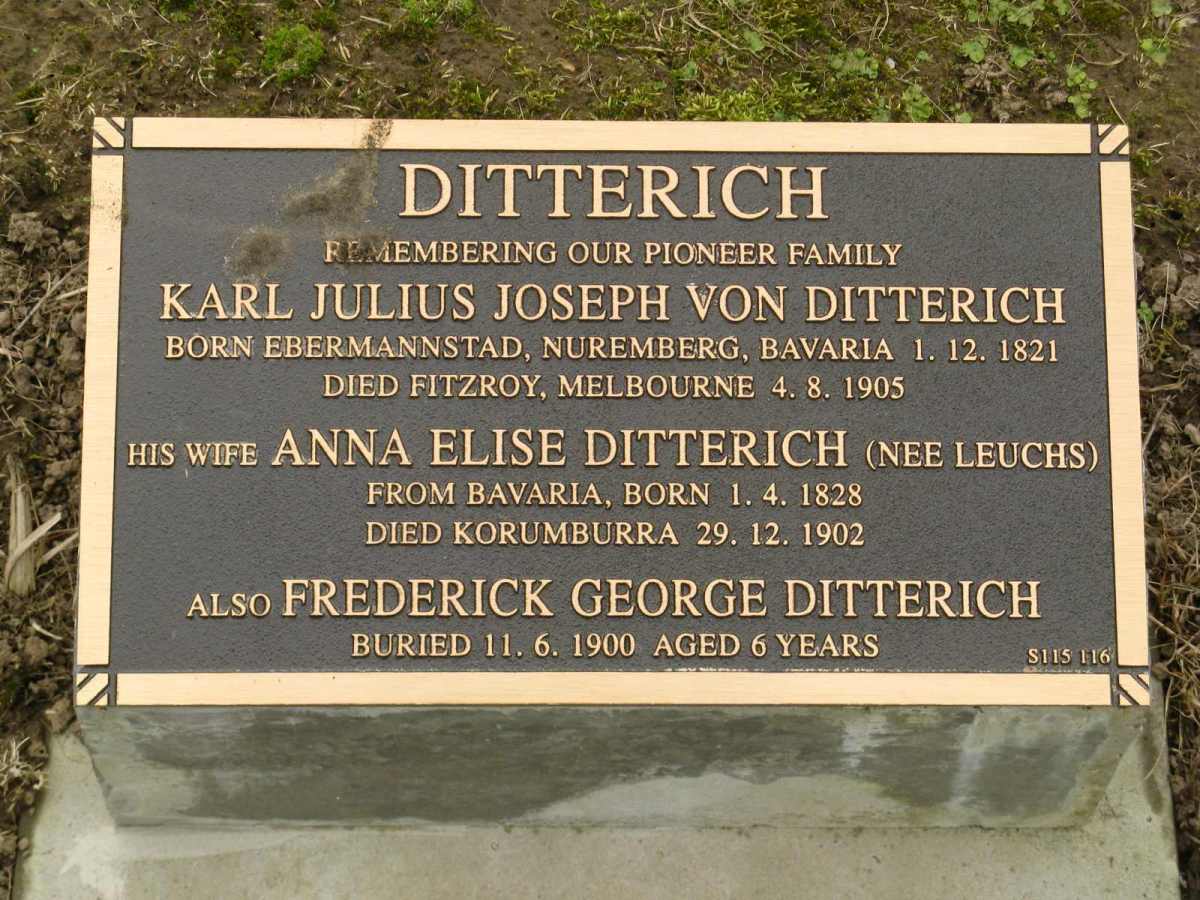 DITTERICH
REMEMBERING OUR PIONEER FAMILY
KARL JULIUS JOSEPH VON DITTERICH
BORN EBERMANNSTAD, NUREMBERG, BAVARIA 1. 12. 1821
DIED FITZROY, MELBOURNE 4. 8. 1905
HIS WIFE ANNA ELISE DITTERICH (NEE LEUCHS)
FROM BAVARIA, BORN 1. 4. 1828
DIED KORUMBURRA 29. 12. 1902
ALSO FREDERICK GEORGE DITTERICH
BURIED 11. 6. 1900 AGED 6 YEARS
S115 116